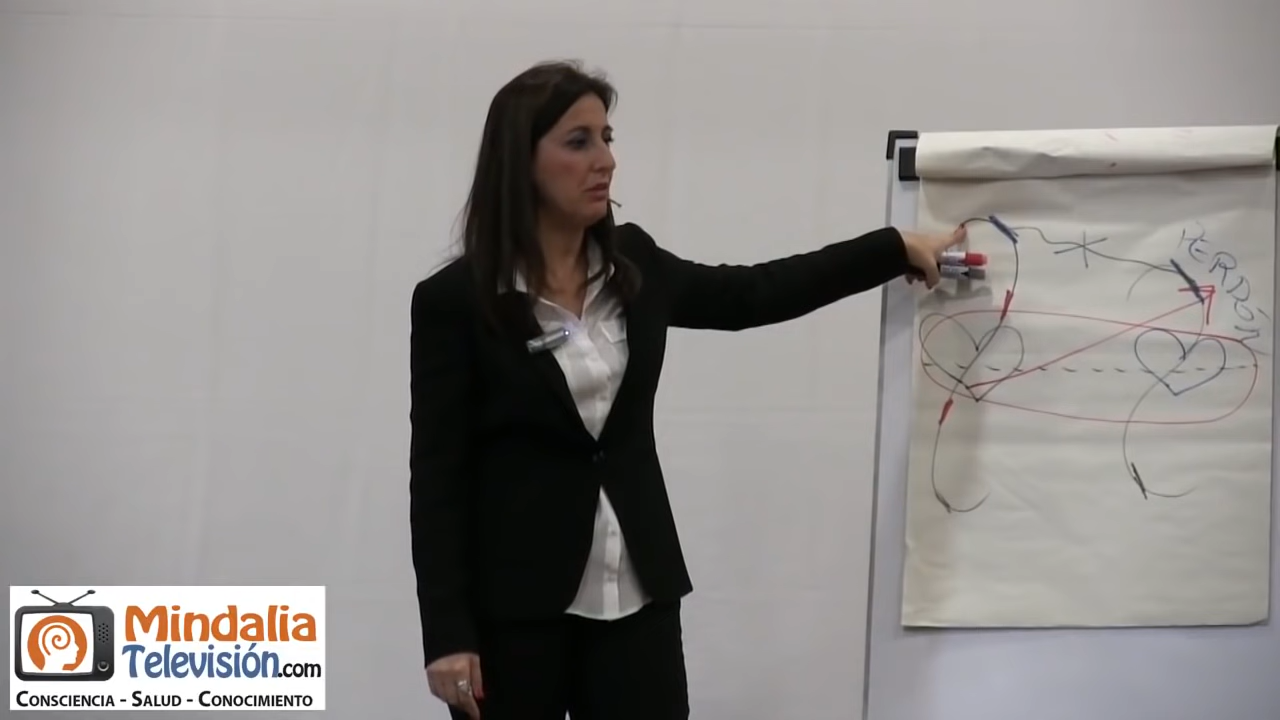 PERDÓN
Mindalia
Televisión.com
CONSCIENCIA - SALUD - CONOCIMIENTO